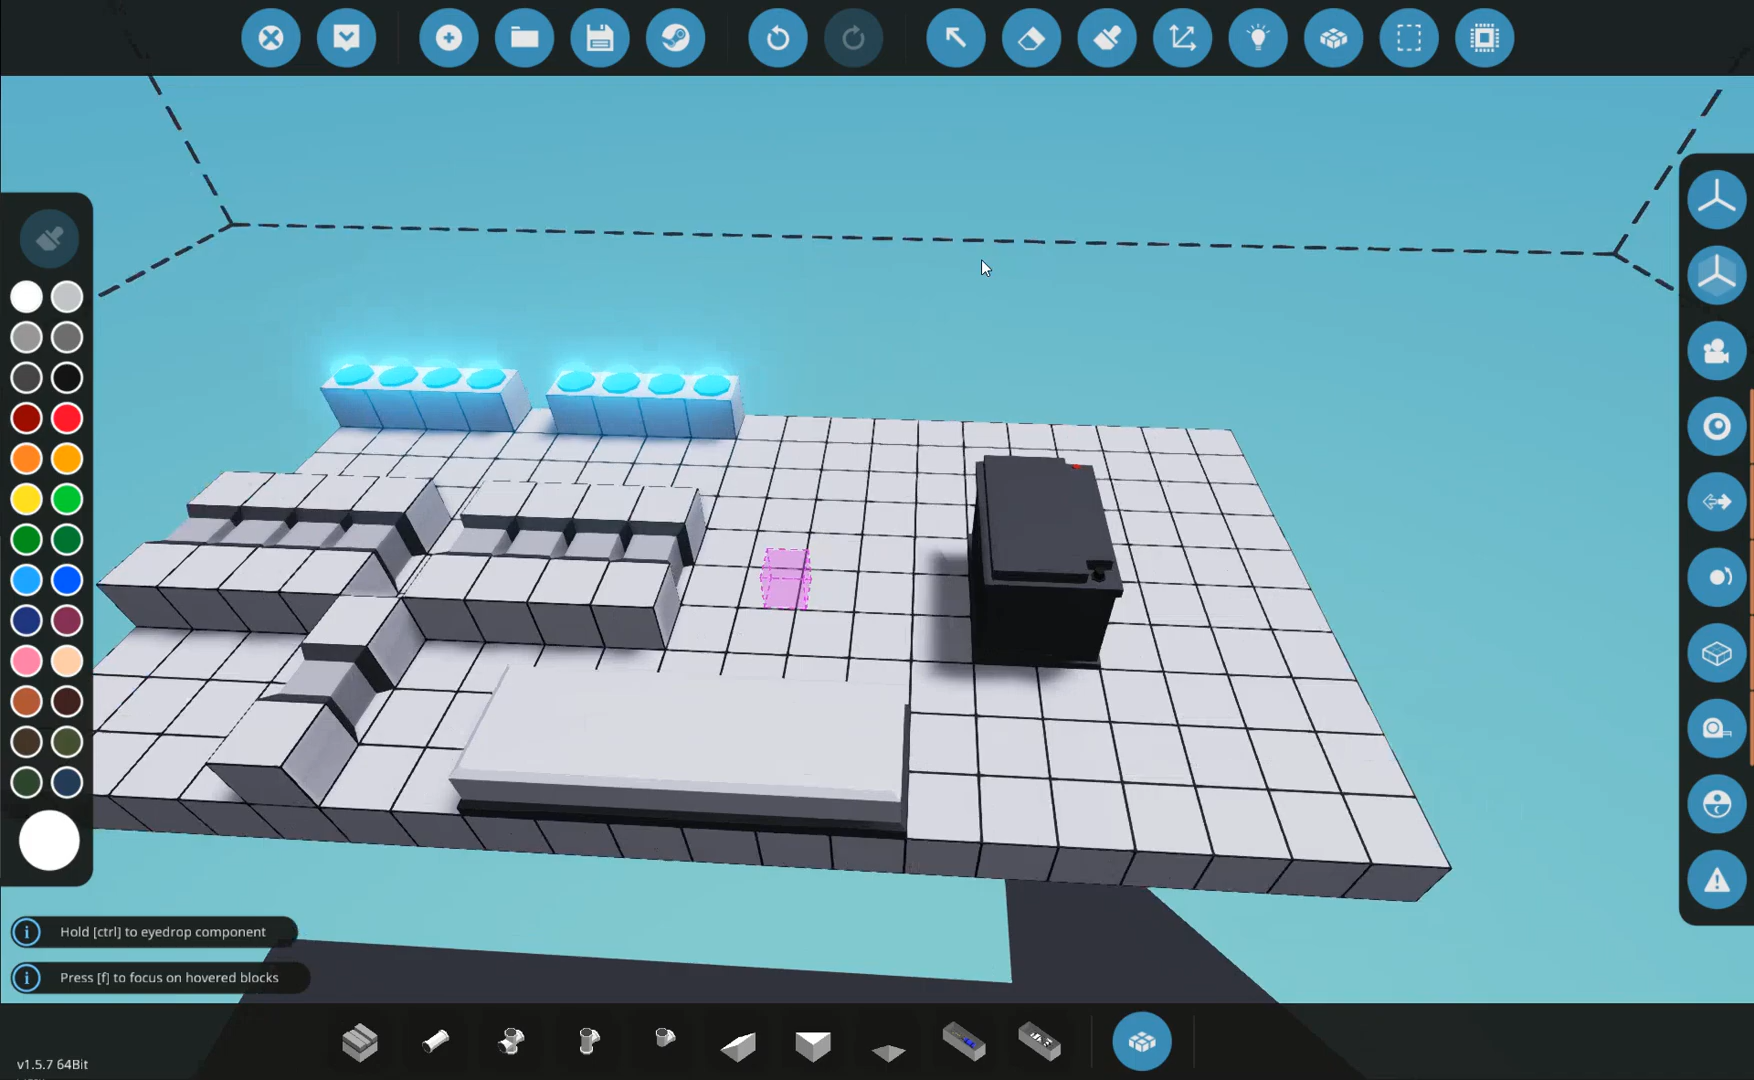 Hold [ctrl] to eyedrop component
Press [f] to focus on hovered blocks
v1.5.7 64Bit